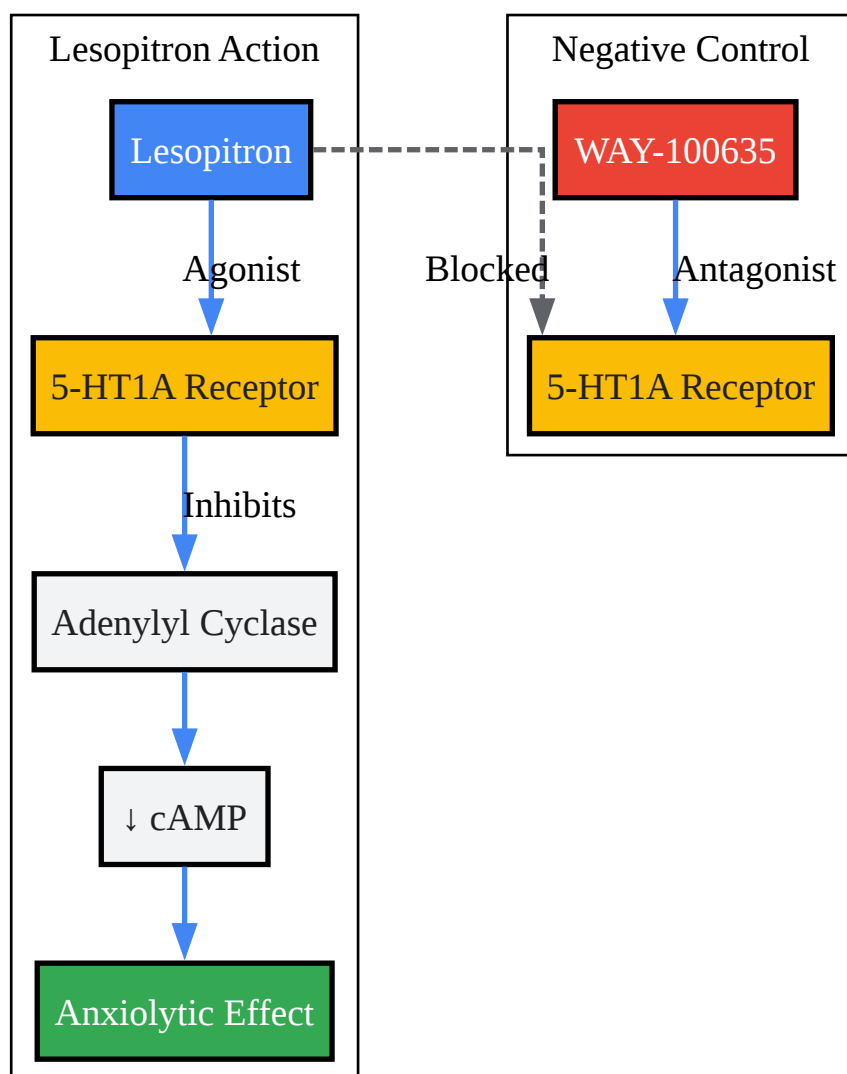 Lesopitron Action
Lesopitron
Agonist
5-HT1A Receptor
Inhibits
Adenylyl Cyclase
↓ cAMP
Anxiolytic Effect
Negative Control
WAY-100635
Blocked
Antagonist
5-HT1A Receptor